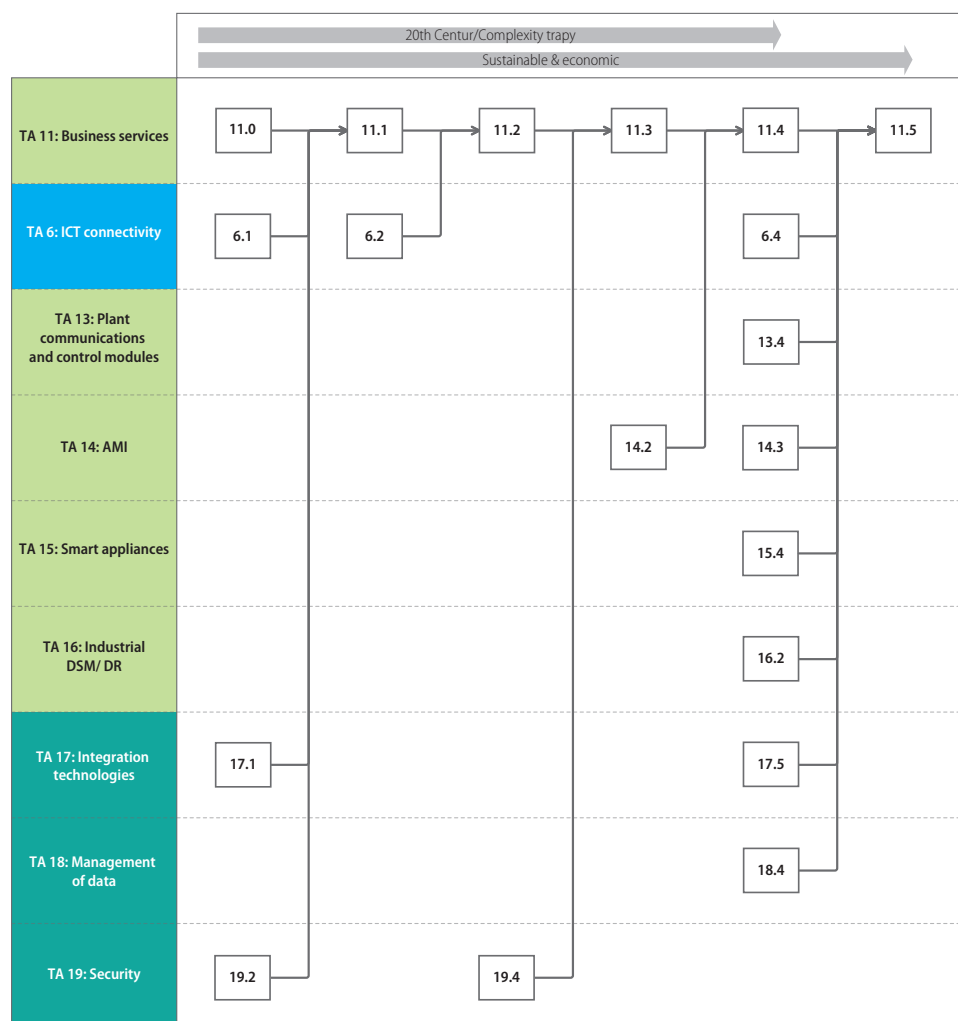 20th Centur/Complexity trapy
Sustainable & economic
TA 11: Business services
11.0
11.1
11.2
11.3
11.4
11.5
TA 6: ICT connectivity
6.1
6.2
6.4
TA 13: Plant
communications
and control modules
13.4
TA 14: AMI
14.2
14.3
TA 15: Smart appliances
15.4
TA 16: Industrial
DSM/ DR
16.2
TA 17: Integration
technologies
17.1
17.5
TA 18: Management
of data
18.4
TA 19: Security
19.2
19.4